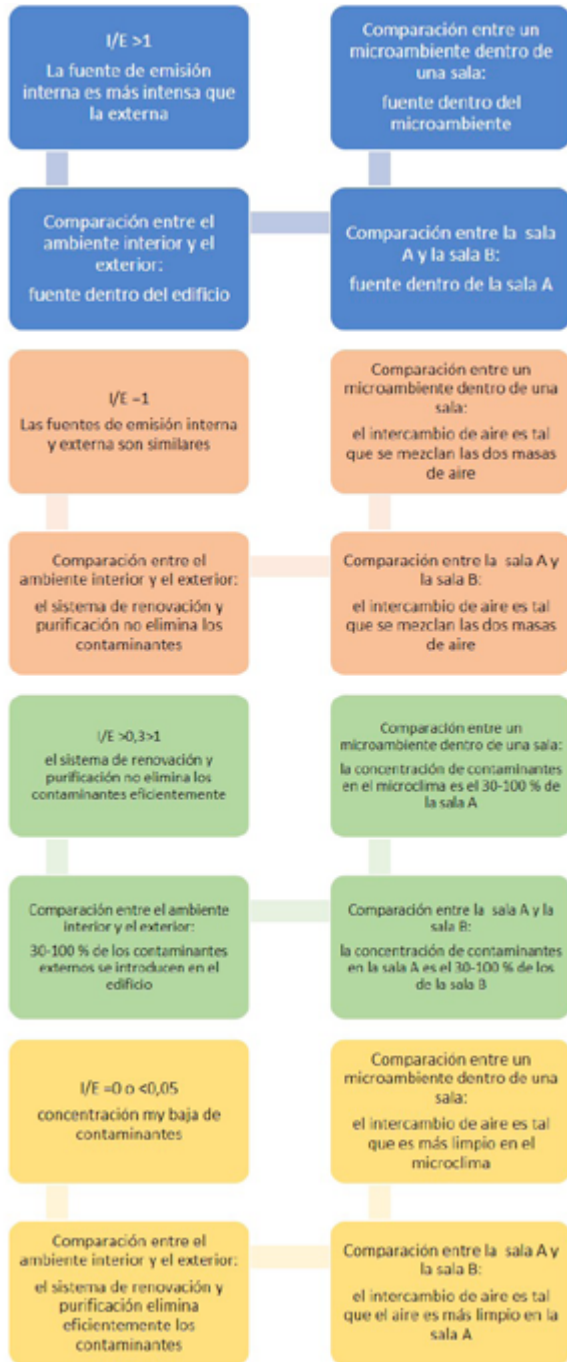 I/E >1
La fuente de emisión
interna es más intensa que
la externa
Comparación entre un
microambiente dentro de
una sala:
fuente dentro del
microambiente
Comparación entre el
ambiente interior y el
exterior:
fuente dentro del edificio
Comparación entre la sala
A y la sala B:
fuente dentro de la sala A
I/E –1
Las fuentes de emisión interna
y externa son similares
Comparación entre un
microambiente dentro de una
sala:
el intercambio de aire es tal
que se mezclan las dos masas
de aire
Comparación entre el
ambiente interior y el exterior:
el sistema de renovación y
purificación no elimina los
contaminantes
Comparación entre la sala A y
la sala B:
el intercambio de aire es tal
que se mezclan las dos masas
de aire
I/E >0,3>1
el sistema de renovación y
purificación no elimina los
contaminantes eficientemente
Comparación entre un
microambiente dentro de una sala:
la concentración de contaminantes
en el microclima es el 30-100 % de
la sala A
Comparación entre el ambiente
interior y el exterior:
30-100 % de los contaminantes
externos se introducen en el
edificio
Comparación entre la sala A y la
sala B:
la concentración de contaminantes
en la sala A es el 30-100 % de los
de la sala B
I/E =0 o <0,05
concentración my baja de
contaminantes
Comparación entre un
microambiente dentro de una
sala:
el intercambio de aire es tal
que es más limpio en el
microclima
Comparación entre el
ambiente interior y el exterior:
el sistema de renovación y
purificación elimina
eficientemente los
contaminantes
Comparación entre la sala A y
la sala B:
el intercambio de aire es tal
que el aire es más limpio en la
sala A